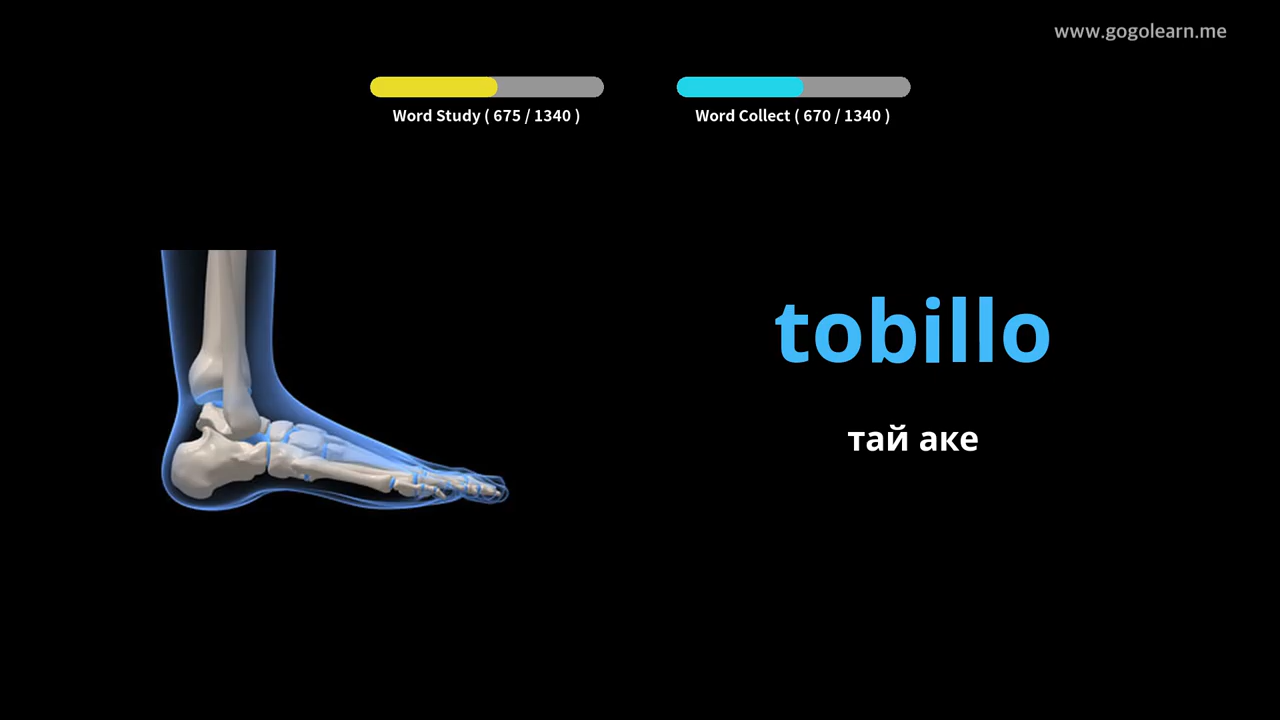 www.gogolearn.me
Word Study ( 675 / 1340 )
Word Collect ( 670 / 1340 )
tobillo
тай аке